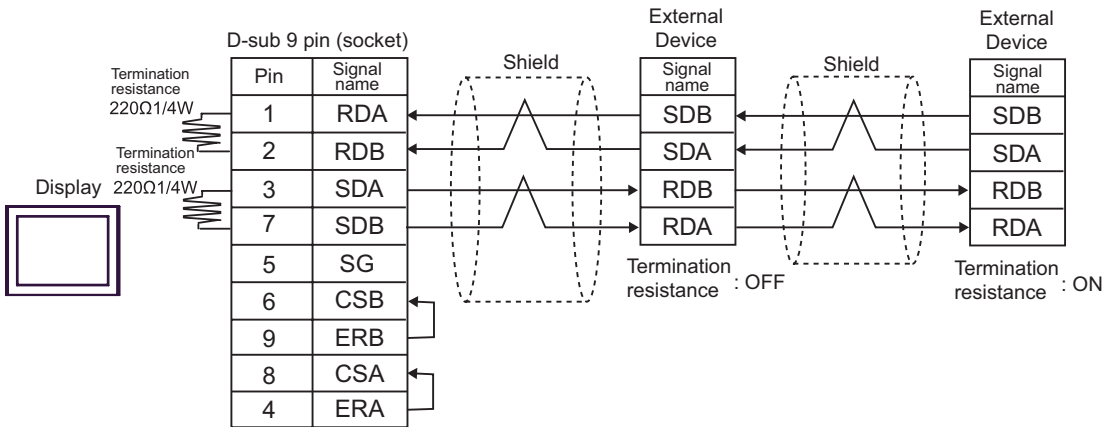 D-sub 9 pin (socket)
Pin
Signal
name
1 RDA
2 RDB
3 SDA
7 SDB
5 SG
6 CSB
9 ERB
8 CSA
4 ERA
Termination
resistance
220Ω1/4W
Termination
resistance
220Ω1/4W
Display
Shield
External
Device
Signal
name
SDB
SDA
RDB
RDA
Termination
resistance : OFF
Shield
External
Device
Signal
name
SDB
SDA
RDB
RDA
Termination
resistance : ON